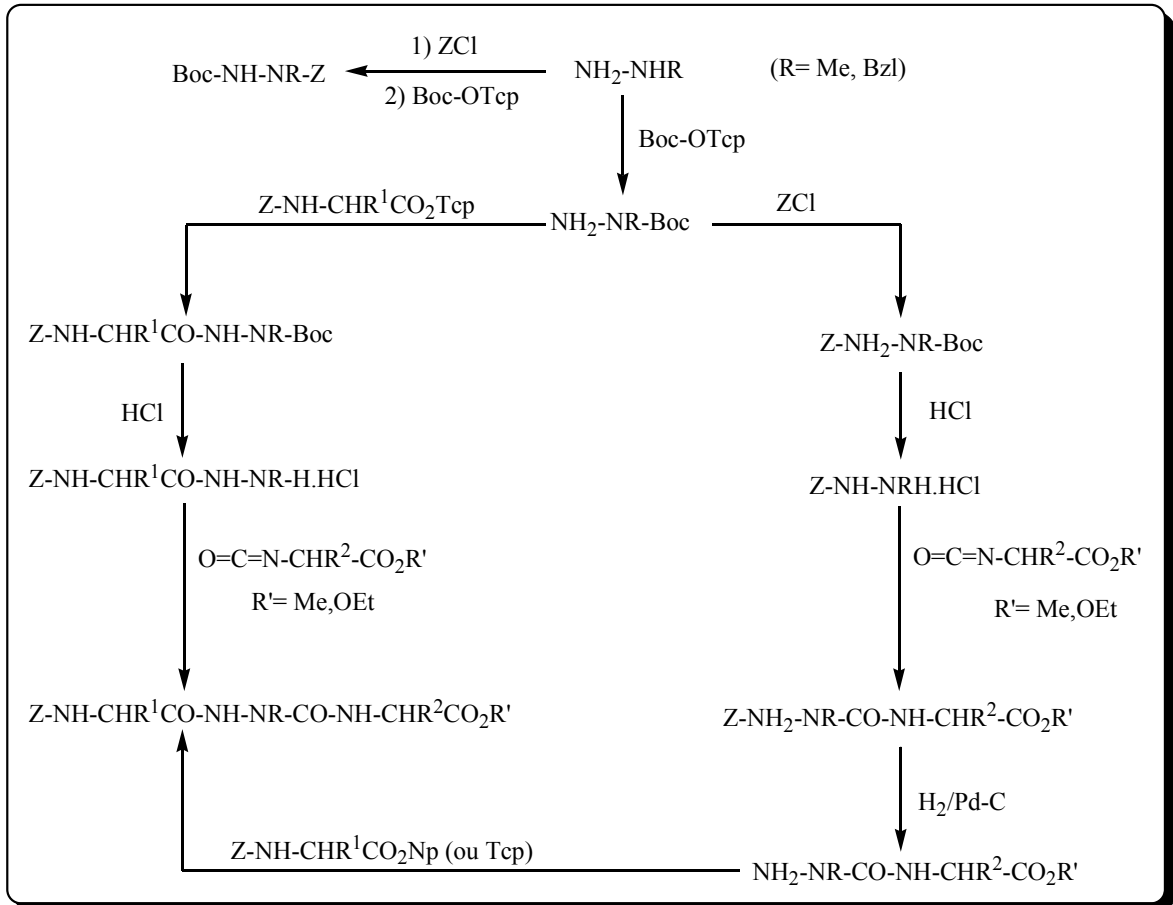 1) ZCl
Boc-NH-NR-Z
NH₂-NHR
(R= Me, Bzl)
2) Boc-OTcp
Boc-OTcp
Z-NH-CHR¹CO₂Tcp
ZCl
NH₂-NR-Boc
Z-NH-CHR¹CO-NH-NR-Boc
Z-NH₂-NR-Boc
HCl
HCl
Z-NH-CHR¹CO-NH-NR-H.HCl
Z-NH-NRH.HCl
O=C=N-CHR²-CO₂R'
O=C=N-CHR²-CO₂R'
R'= Me,OEt
R'= Me,OEt
Z-NH-CHR¹CO-NH-NR-CO-NH-CHR²CO₂R'
Z-NH₂-NR-CO-NH-CHR²-CO₂R'
H₂/Pd-C
Z-NH-CHR¹CO₂Np (ou Tcp)
NH₂-NR-CO-NH-CHR²-CO₂R'